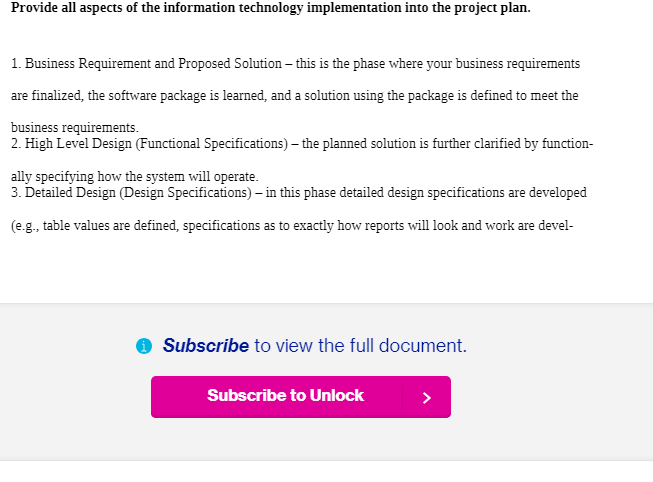 Provide all aspects of the information technology implementation into the project plan.
1. Business Requirement and Proposed Solution – this is the phase where your business requirements
are finalized, the software package is learned, and a solution using the package is defined to meet the
business requirements.
2. High Level Design (Functional Specifications) – the planned solution is further clarified by function-
ally specifying how the system will operate.
3. Detailed Design (Design Specifications) – in this phase detailed design specifications are developed
(e.g., table values are defined, specifications as to exactly how reports will look and work are devel-
Subscribe to view the full document.
Subscribe to Unlock